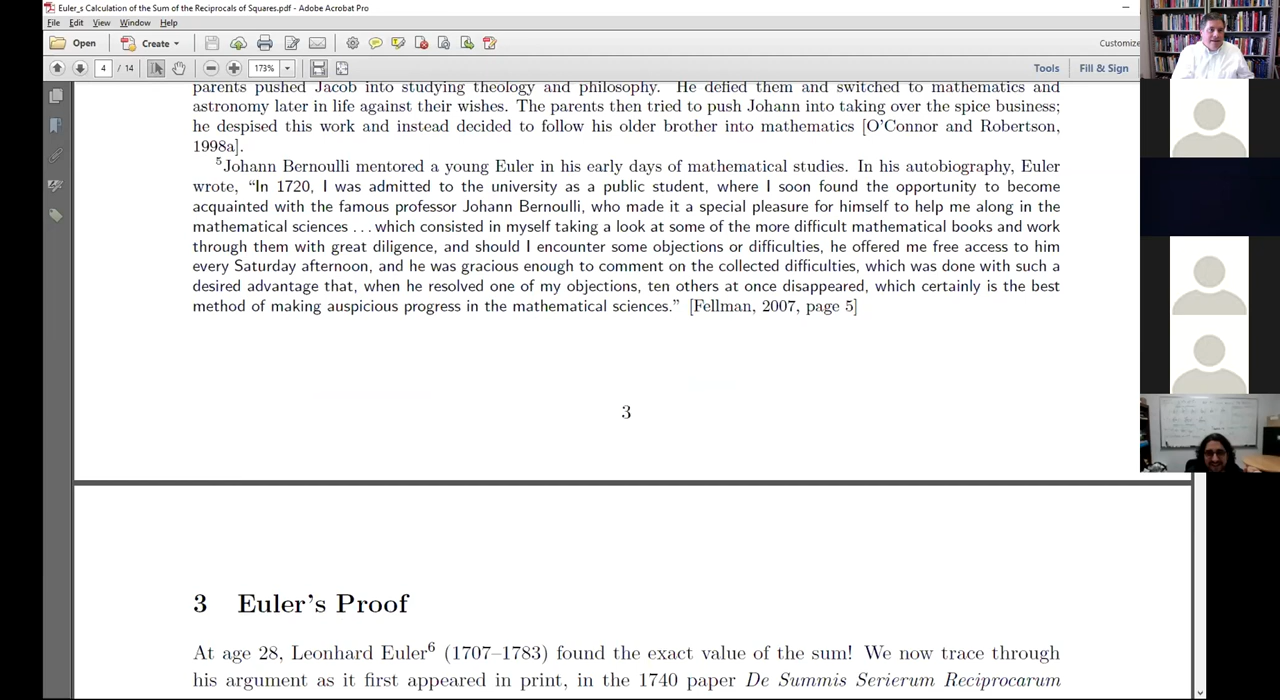 Euler_s Calculation of the Sum of the Reciprocals of Squares.pdf - Adobe Acrobat Pro
File Edit View Window Help
Open Create Customize
4 / 14 173% Tools Fill & Sign
parents pushed Jacob into studying theology and philosophy. He defied them and switched to mathematics and
astronomy later in life against their wishes. The parents then tried to push Johann into taking over the spice business;
he despised this work and instead decided to follow his older brother into mathematics [O'Connor and Robertson,
1998a].
5Johann Bernoulli mentored a young Euler in his early days of mathematical studies. In his autobiography, Euler
wrote, “In 1720, I was admitted to the university as a public student, where I soon found the opportunity to become
acquainted with the famous professor Johann Bernoulli, who made it a special pleasure for himself to help me along in the
mathematical sciences ... which consisted in myself taking a look at some of the more difficult mathematical books and work
through them with great diligence, and should I encounter some objections or difficulties, he offered me free access to him
every Saturday afternoon, and he was gracious enough to comment on the collected difficulties, which was done with such a
desired advantage that, when he resolved one of my objections, ten others at once disappeared, which certainly is the best
method of making auspicious progress in the mathematical sciences.” [Fellman, 2007, page 5]
3
3 Euler's Proof
At age 28, Leonhard Euler6 (1707–1783) found the exact value of the sum! We now trace through
his argument as it first appeared in print, in the 1740 paper De Summis Serierum Reciprocarum